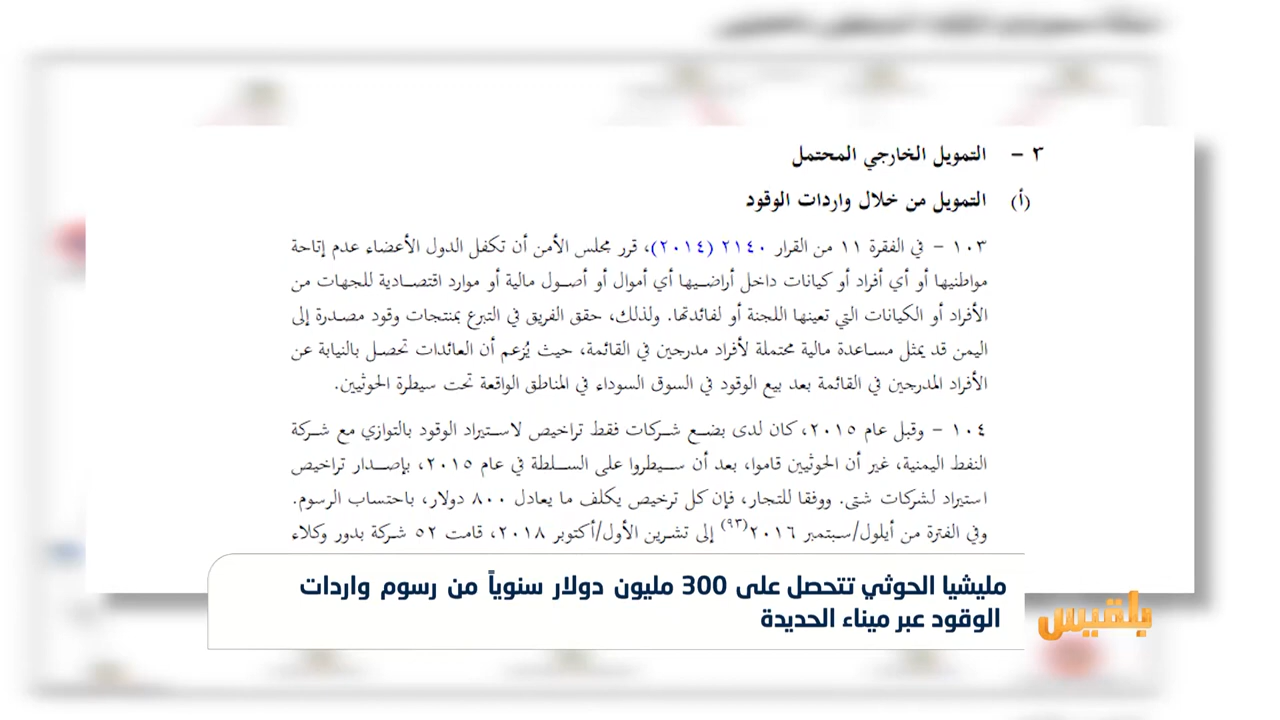 ٣ - التمويل الخارجي المحتمل
(أ) التمويل من خلال واردات الوقود
١٠٣ - في الفقرة ١١ من القرار ٢١٤٠ (٢٠١٤)، قرر مجلس الأمن أن تكفل الدول الأعضاء عدم إتاحة
مواطنيها أو أي أفراد أو كيانات داخل أراضيها أي أموال أو أصول مالية أو موارد اقتصادية للجهات من
الأفراد أو الكيانات التي تعينها اللجنة أو لفائدتها. ولذلك، حقق الفريق في التبرع بمنتجات وقود مصدرة إلى
اليمن قد يمثل مساعدة مالية محتملة لأفراد مدرجين في القائمة، حيث يُزعم أن العائدات تحصل بالنيابة عن
الأفراد المدرجين في القائمة بعد بيع الوقود في السوق السوداء في المناطق الواقعة تحت سيطرة الحوثيين.
١٠٤ - وقبل عام ٢٠١٥، كان لدى بضع شركات فقط تراخيص لاستيراد الوقود بالتوازي مع شركة
النفط اليمنية، غير أن الحوثيين قاموا، بعد أن سيطروا على السلطة في عام ٢٠١٥، بإصدار تراخيص
استيراد لشركات شتى. ووفقا للتجار، فإن كل ترخيص يكلف ما يعادل ٨٠٠ دولار، باحتساب الرسوم.
وفي الفترة من أيلول/سبتمبر ٢٠١٦(٩٣) إلى تشرين الأول/أكتوبر ٢٠١٨، قامت ٥٢ شركة بدور وكلاء
مليشيا الحوثي تتحصل على 300 مليون دولار سنوياً من رسوم واردات
الوقود عبر ميناء الحديدة
بلقيس